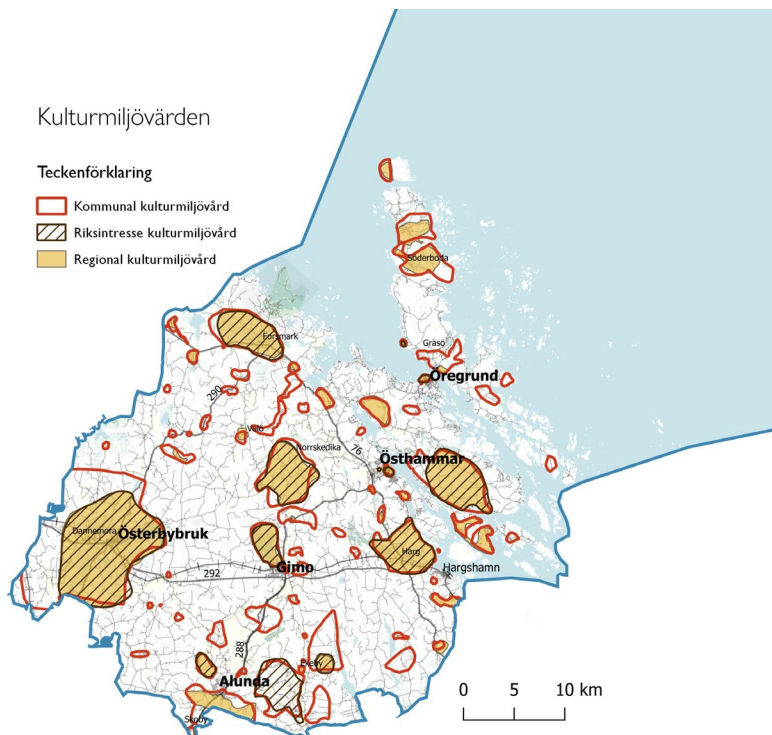 Kulturmiljövärden
Teckenförklaring
Kommunal kulturmiljövård
Riksintresse kulturmiljövård
Regional kulturmiljövård
Söderboda
Forsmark
Gräsö
Öregrund
290
Valö
76
Norrskedika
Östhammar
Dannemora
Österbybruk
Harg
Gimo
292
Hargshamn
288
Ekeby
Alunda
Skoby
0 5 10 km